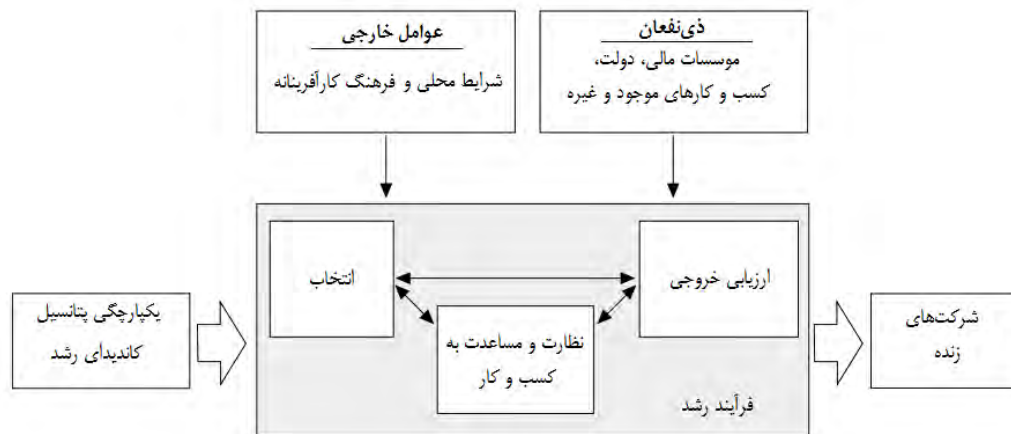 عوامل خارجی
شرایط محلی و فرهنگ کارآفرینانه
ذی‌نفعان
موسسات مالی، دولت،
کسب و کارهای موجود و غیره
یکپارچگی پتانسیل
کاندیدای رشد
انتخاب
نظارت و مساعدت به
کسب و کار
ارزیابی خروجی
فرآیند رشد
شرکت‌های
زنده